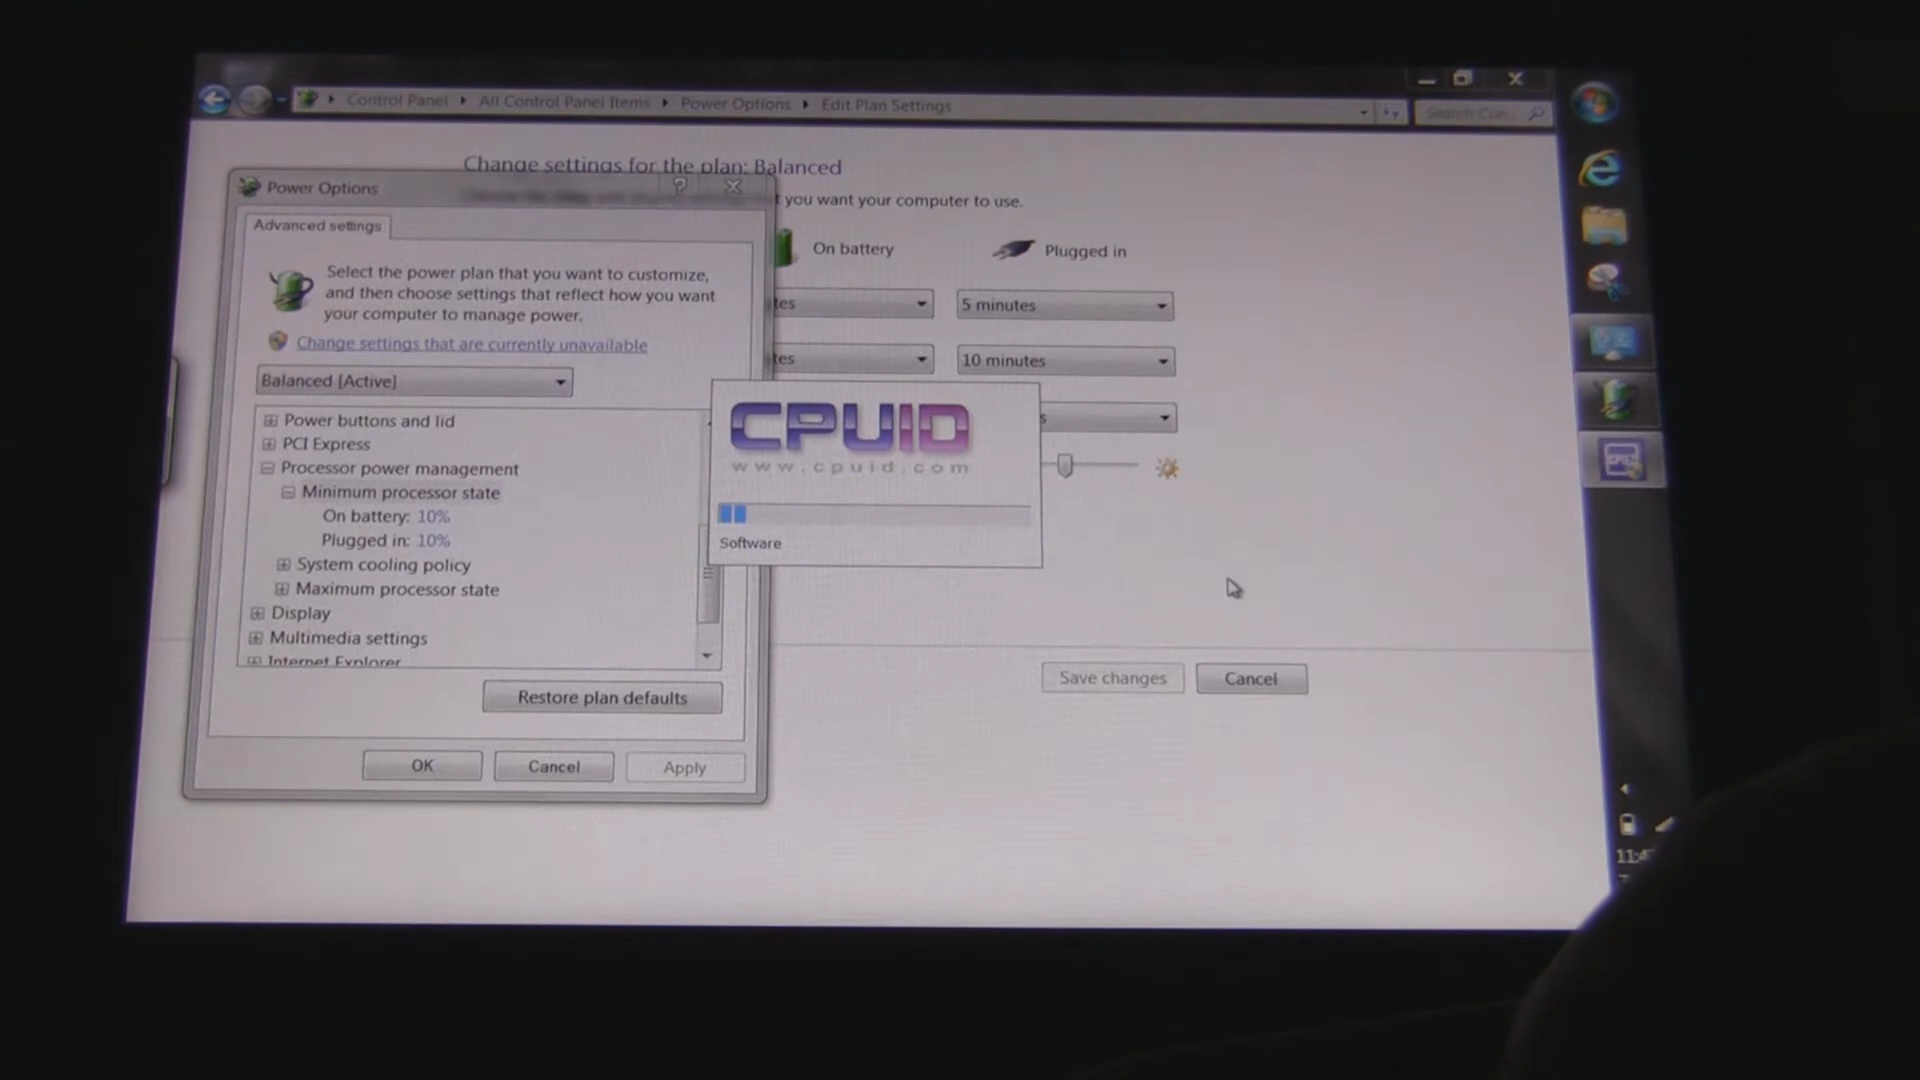 Control Panel All Control Panel Items Power Options Edit Plan Settings
Search Con...
Change settings for the plan: Balanced
you want your computer to use.
Power Options
Advanced settings
Select the power plan that you want to customize,
and then choose settings that reflect how you want
your computer to manage power.
Change settings that are currently unavailable
Balanced [Active]
Power buttons and lid
PCI Express
Processor power management
Minimum processor state
On battery: 10%
Plugged in: 10%
System cooling policy
Maximum processor state
Display
Multimedia settings
Internet Explorer
Restore plan defaults
OK Cancel Apply
On battery Plugged in
5 minutes
10 minutes
CPUID
www.cpuid.com
Software
Save changes Cancel